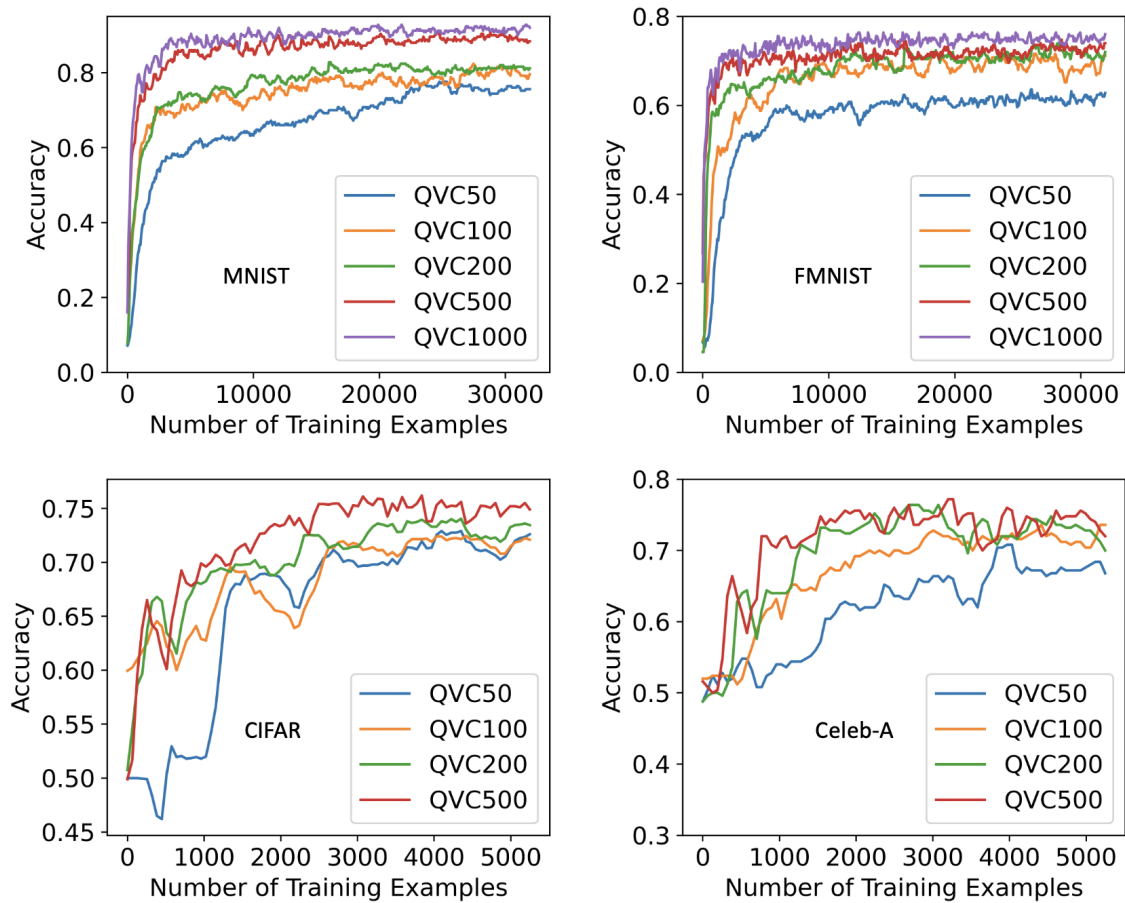 0.8
0.6
0.4
0.2
0.0
Accuracy
MNIST
QVC50
QVC100
QVC200
QVC500
QVC1000
0 10000 20000 30000
Number of Training Examples
0.8
0.6
0.4
0.2
0.0
Accuracy
FMNIST
QVC50
QVC100
QVC200
QVC500
QVC1000
0 10000 20000 30000
Number of Training Examples
0.75
0.70
0.65
0.60
0.55
0.50
0.45
Accuracy
CIFAR
QVC50
QVC100
QVC200
QVC500
0 1000 2000 3000 4000 5000
Number of Training Examples
0.8
0.7
0.6
0.5
0.4
0.3
Accuracy
Celeb-A
QVC50
QVC100
QVC200
QVC500
0 1000 2000 3000 4000 5000
Number of Training Examples